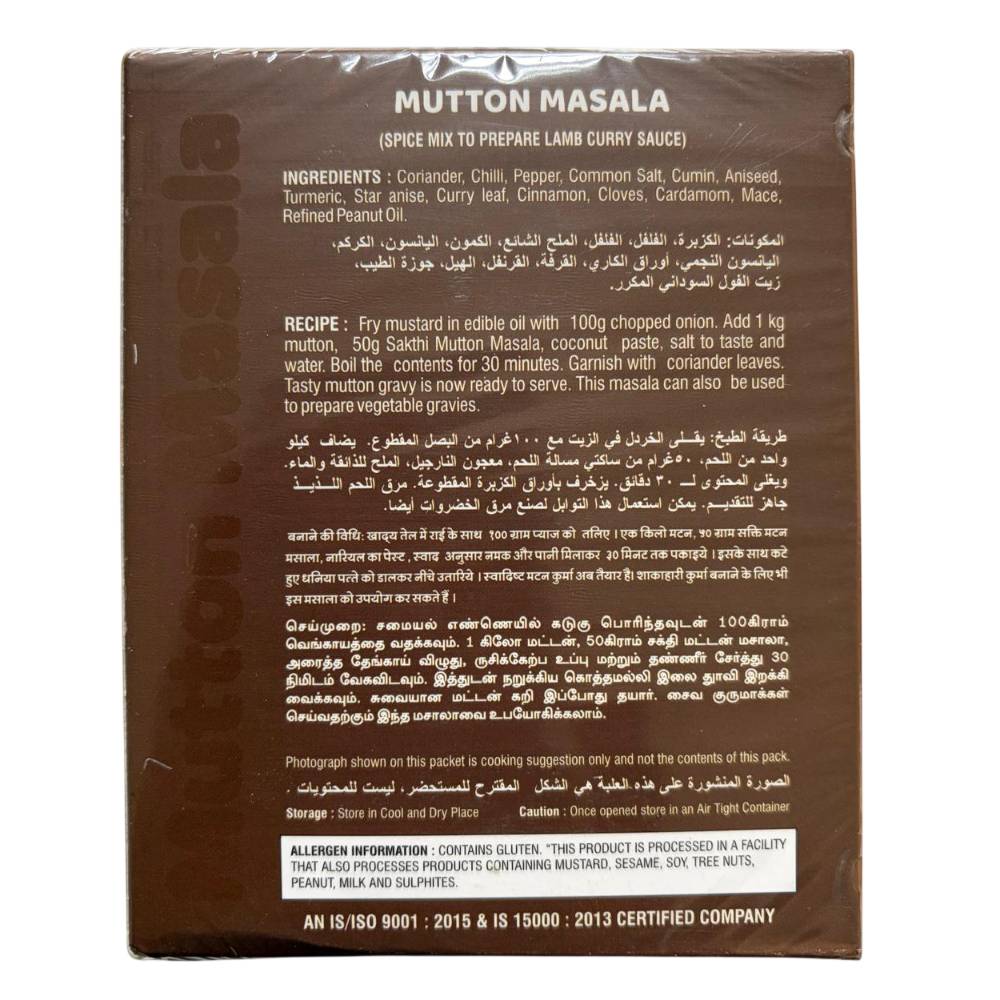 mutton Masala
MUTTON MASALA
(SPICE MIX TO PREPARE LAMB CURRY SAUCE)
INGREDIENTS : Coriander, Chilli, Pepper, Common Salt, Cumin, Aniseed,
Turmeric, Star anise, Curry leaf, Cinnamon, Cloves, Cardamom, Mace,
Refined Peanut Oil.
المكونات: الكزبرة، الفلفل، الفلفل، الملح الشائع، الكمون، اليانسون، الكركم،
اليانسون النجمي، أوراق الكاري، القرفة، القرنفل، الهيل، جوزة الطيب،
زيت الفول السوداني المكرر.
RECIPE : Fry mustard in edible oil with 100g chopped onion. Add 1 kg
mutton, 50g Sakthi Mutton Masala, coconut paste, salt to taste and
water. Boil the contents for 30 minutes. Garnish with coriander leaves.
Tasty mutton gravy is now ready to serve. This masala can also be used
to prepare vegetable gravies.
طريقة الطبخ: يقلى الخردل في الزيت مع ١٠٠غرام من البصل المقطوع. يضاف كيلو
واحد من اللحم، ٥٠غرام من ساكتي مسالة اللحم، معجون النارجيل، الملح للذائقة والماء.
ويغلى المحتوى لـ ٣٠ دقائق. يزخرف بأوراق الكزبرة المقطوعة. مرق اللحم اللذيذ
جاهز للتقديم. يمكن استعمال هذا التوابل لصنع مرق الخضروات أيضا.
बनाने की विधि: खाद्य तेल में राई के साथ १०० ग्राम प्याज को तलिए । एक किलो मटन, ५० ग्राम सक्ति मटन
मसाला, नारियल का पेस्ट , स्वाद अनुसार नमक और पानी मिलाकर ३० मिनट तक पकाइये । इसके साथ कटे
हुए धनिया पत्ते को डालकर नीचे उतारिये । स्वादिष्ट मटन कुर्मा अब तैयार है। शाकाहारी कुर्मा बनाने के लिए भी
इस मसाला को उपयोग कर सकते हैं ।
செய்முறை: சமையல் எண்ணெயில் கடுகு பொரிந்தவுடன் 100கிராம்
வெங்காயத்தை வதக்கவும். 1 கிலோ மட்டன், 50கிராம் சக்தி மட்டன் மசாலா,
அரைத்த தேங்காய் விழுது, ருசிக்கேற்ப உப்பு மற்றும் தண்ணீர் சேர்த்து 30
நிமிடம் வேகவிடவும். இத்துடன் நறுக்கிய கொத்தமல்லி இலை தூவி இறக்கி
வைக்கவும். சுவையான மட்டன் கறி இப்போது தயார். சைவ குருமாக்கள்
செய்வதற்கும் இந்த மசாலாவை உபயோகிக்கலாம்.
Photograph shown on this packet is cooking suggestion only and not the contents of this pack.
الصورة المنشورة على هذه العلبة هي الشكل المقترح للمستحضر، ليست للمحتويات .
Storage : Store in Cool and Dry Place Caution : Once opened store in an Air Tight Container
ALLERGEN INFORMATION : CONTAINS GLUTEN. "THIS PRODUCT IS PROCESSED IN A FACILITY
THAT ALSO PROCESSES PRODUCTS CONTAINING MUSTARD, SESAME, SOY, TREE NUTS,
PEANUT, MILK AND SULPHITES.
AN IS/ISO 9001 : 2015 & IS 15000 : 2013 CERTIFIED COMPANY